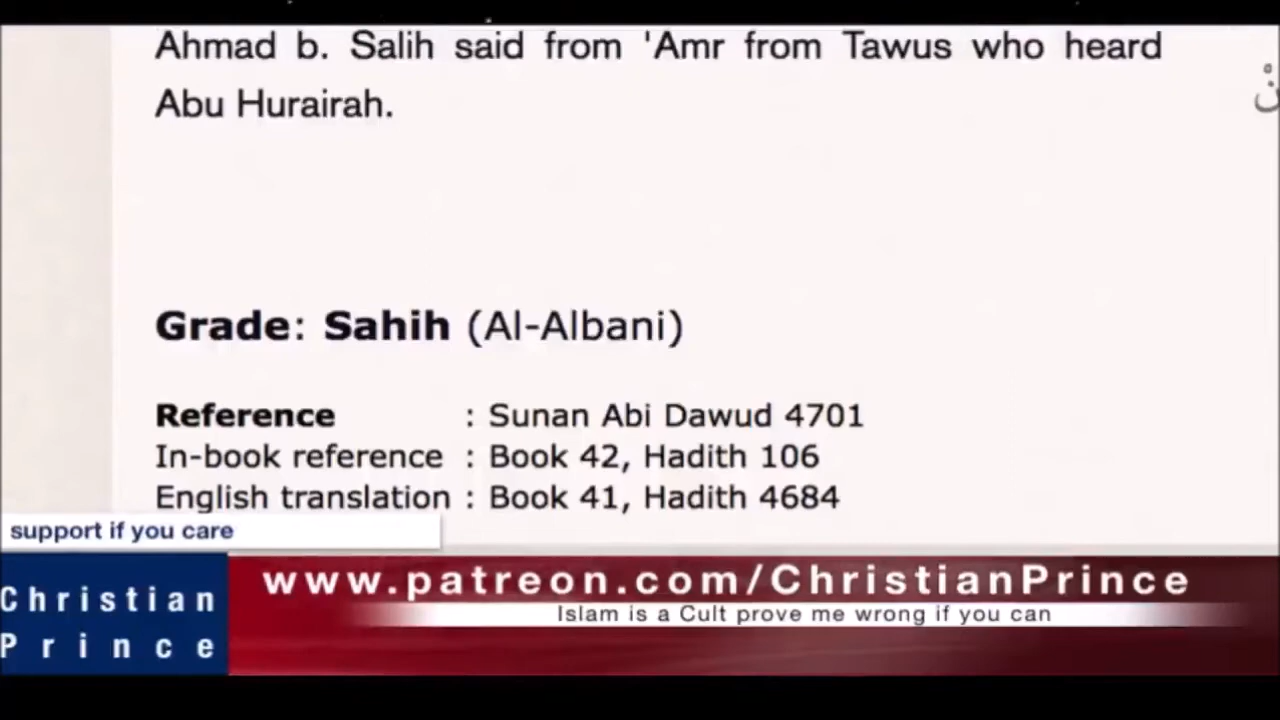 Ahmad b. Salih said from 'Amr from Tawus who heard
Abu Hurairah.
Grade: Sahih (Al-Albani)
Reference : Sunan Abi Dawud 4701
In-book reference : Book 42, Hadith 106
English translation : Book 41, Hadith 4684
support if you care
Christian
Prince
www.patreon.com/ChristianPrince
Islam is a Cult prove me wrong if you can